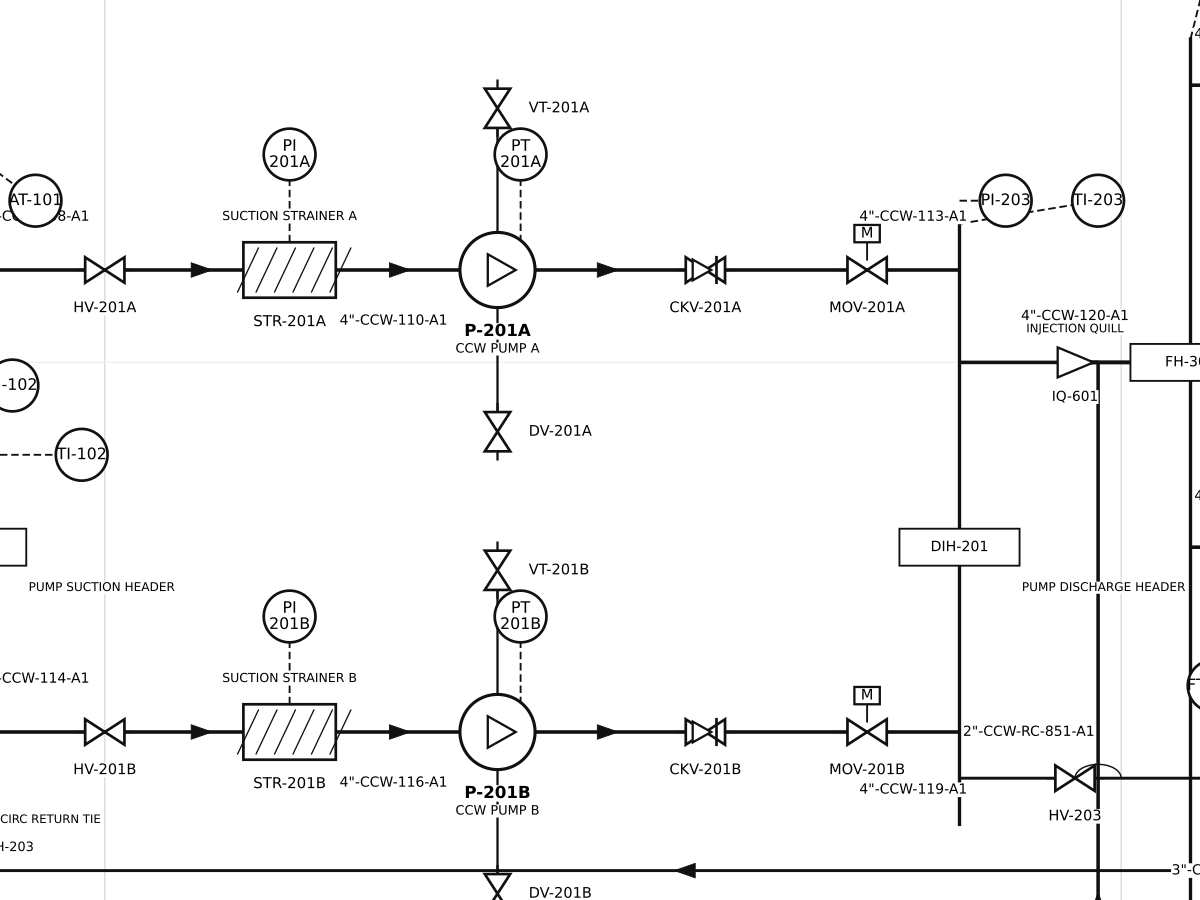 VT-201A
PI
201A
PT
201A
AT-101
8-A1
SUCTION STRAINER A
4"-CCW-113-A1
M
PI-203
TI-203
HV-201A
STR-201A
4"-CCW-110-A1
P-201A
CCW PUMP A
CKV-201A
MOV-201A
4"-CCW-120-A1
INJECTION QUILL
FH-30
IQ-601
-102
TI-102
DV-201A
DIH-201
VT-201B
PUMP SUCTION HEADER
PUMP DISCHARGE HEADER
PI
201B
PT
201B
-CCW-114-A1
SUCTION STRAINER B
M
2"-CCW-RC-851-A1
HV-201B
STR-201B
4"-CCW-116-A1
P-201B
CCW PUMP B
CKV-201B
MOV-201B
4"-CCW-119-A1
HV-203
CIRC RETURN TIE
H-203
3"-C
DV-201B